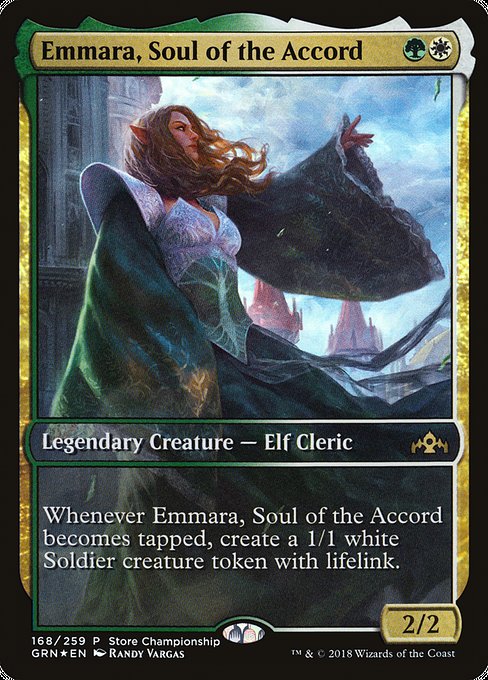 Emmara, Soul of the Accord
Legendary Creature — Elf Cleric
Whenever Emmara, Soul of the Accord
becomes tapped, create a 1/1 white
Soldier creature token with lifelink.
2/2
168/259 P Store Championship
GRN★EN Randy Vargas
™ & © 2018 Wizards of the Coast